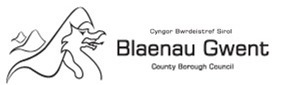 Cyngor Bwrdeistref Sirol
Blaenau Gwent
County Borough Council